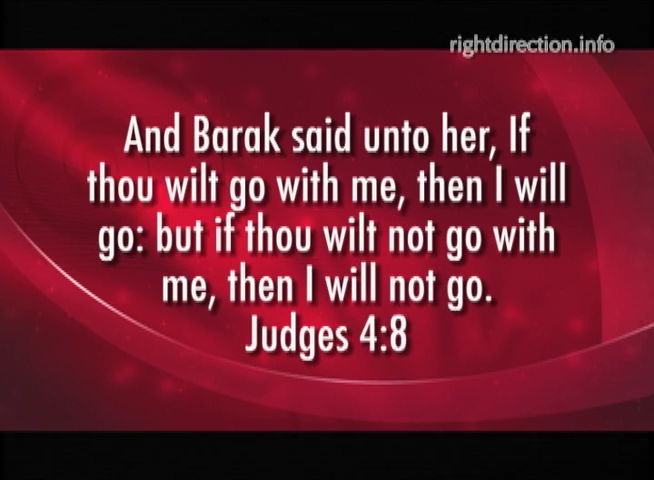 rightdirection.info
And Barak said unto her, If
thou wilt go with me, then I will
go: but if thou wilt not go with
me, then I will not go.
Judges 4:8